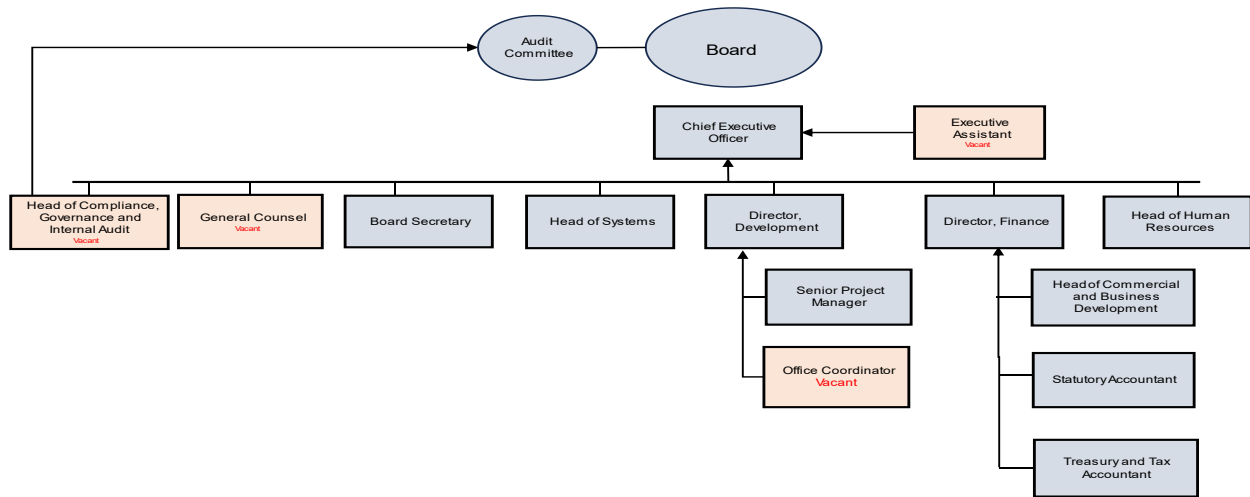 Audit
Committee
Board
Chief Executive
Officer
Executive
Assistant
Vacant
Head of Compliance,
Governance and
Internal Audit
Vacant
General Counsel
Vacant
Board Secretary
Head of Systems
Director,
Development
Director, Finance
Head of Human
Resources
Senior Project
Manager
Head of Commercial
and Business
Development
Office Coordinator
Vacant
Statutory Accountant
Treasury and Tax
Accountant